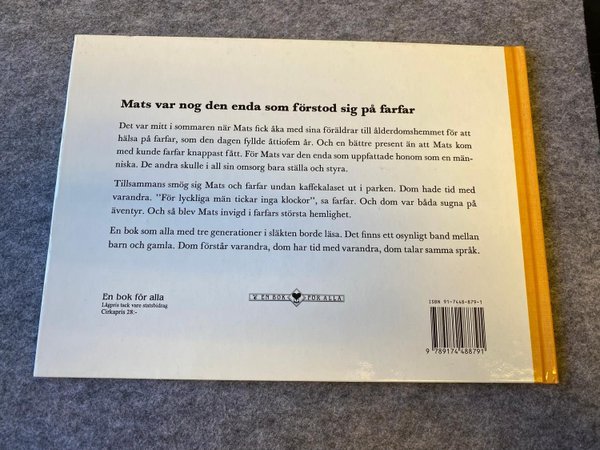 Mats var nog den enda som förstod sig på farfar
Det var mitt i sommaren när Mats fick åka med sina föräldrar till ålderdomshemmet för att
hälsa på farfar, som den dagen fyllde åttiofem år. Och en bättre present än att Mats kom
med kunde farfar knappast fått. För Mats var den enda som uppfattade honom som en män-
niska. De andra skulle i all sin omsorg bara ställa och styra.
Tillsammans smög sig Mats och farfar undan kaffekalaset ut i parken. Dom hade tid med
varandra. ''För lyckliga män tickar inga klockor'', sa farfar. Och dom var båda sugna på
äventyr. Och så blev Mats invigd i farfars största hemlighet.
En bok som alla med tre generationer i släkten borde läsa. Det finns ett osynligt band mellan
barn och gamla. Dom förstår varandra, dom har tid med varandra, dom talar samma språk.
En bok för alla
Lågpris tack vare statsbidrag
Cirkapris 28:-
EN BOK FÖR ALLA
ISBN 91-7448-879-1
9 789174 488791